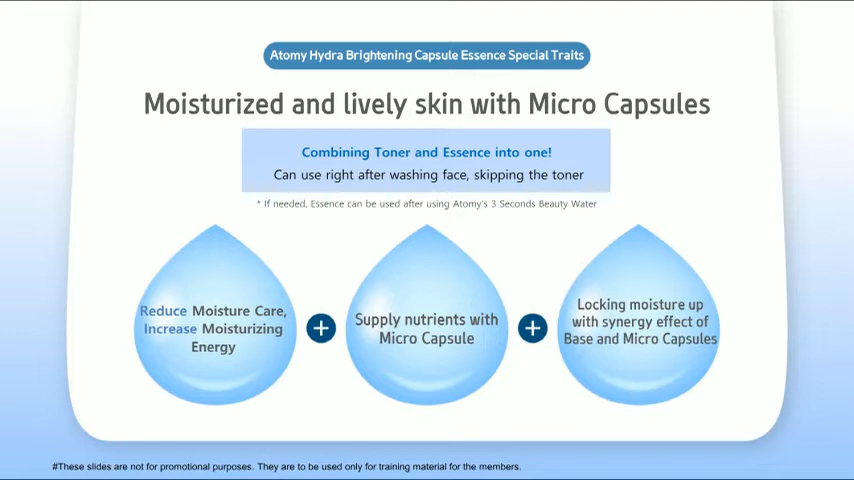 Atomy Hydra Brightening Capsule Essence Special Traits
Moisturized and lively skin with Micro Capsules
Combining Toner and Essence into one!
Can use right after washing face, skipping the toner
* If needed, Essence can be used after using Atomy's 3 Seconds Beauty Water
Reduce Moisture Care,
Increase Moisturizing
Energy
+
Supply nutrients with
Micro Capsule
+
Locking moisture up
with synergy effect of
Base and Micro Capsules
#These slides are not for promotional purposes. They are to be used only for training material for the members.